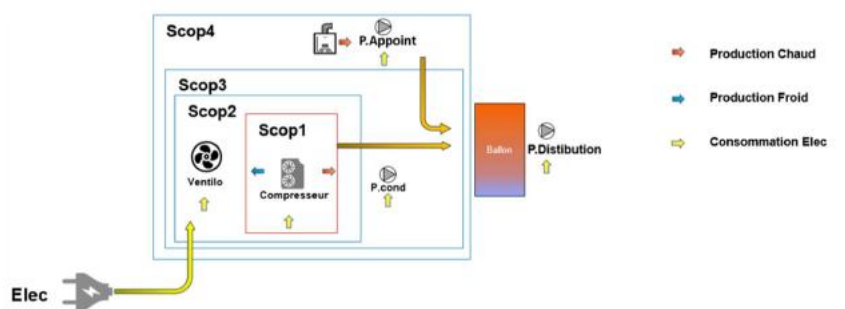 Scop4
P.Appoint
Production Chaud
Scop3
Production Froid
Scop2
Scop1
Consommation Elec
Ballon
P.Distibution
Ventilo
P.cond
Compresseur
Elec